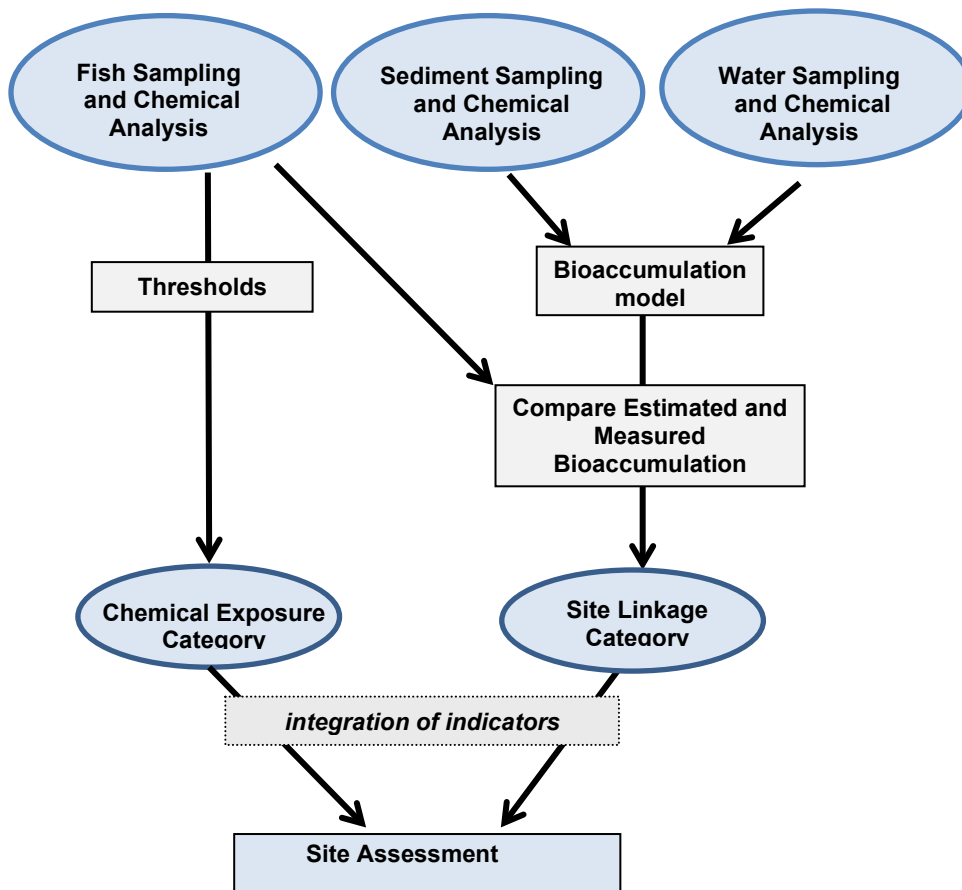 Fish Sampling
and Chemical
Analysis
Sediment Sampling
and Chemical
Analysis
Water Sampling
and Chemical
Analysis
Thresholds
Bioaccumulation
model
Compare Estimated and
Measured
Bioaccumulation
Chemical Exposure
Category
Site Linkage
Category
integration of indicators
Site Assessment